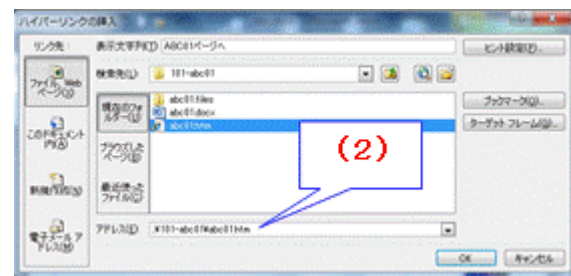 ハイパーリンクの挿入
リンク先:
表示文字列(T) ABC01ページへ
ヒント設定(P)...
ファイル、Web
ページ(X)
検索先(L)
101-abc01
現在のフォ
ルダー(U)
abc01.files
abc01.docx
abc01.htm
ブックマーク(O)...
ターゲット フレーム(G)...
このドキュメント
内(A)
ブラウズした
ページ(B)
(2)
新規作成(N)
最近使った
ファイル(C)
電子メール ア
ドレス(M)
アドレス(E)
.¥101-abc01¥abc01.htm
OK
キャンセル